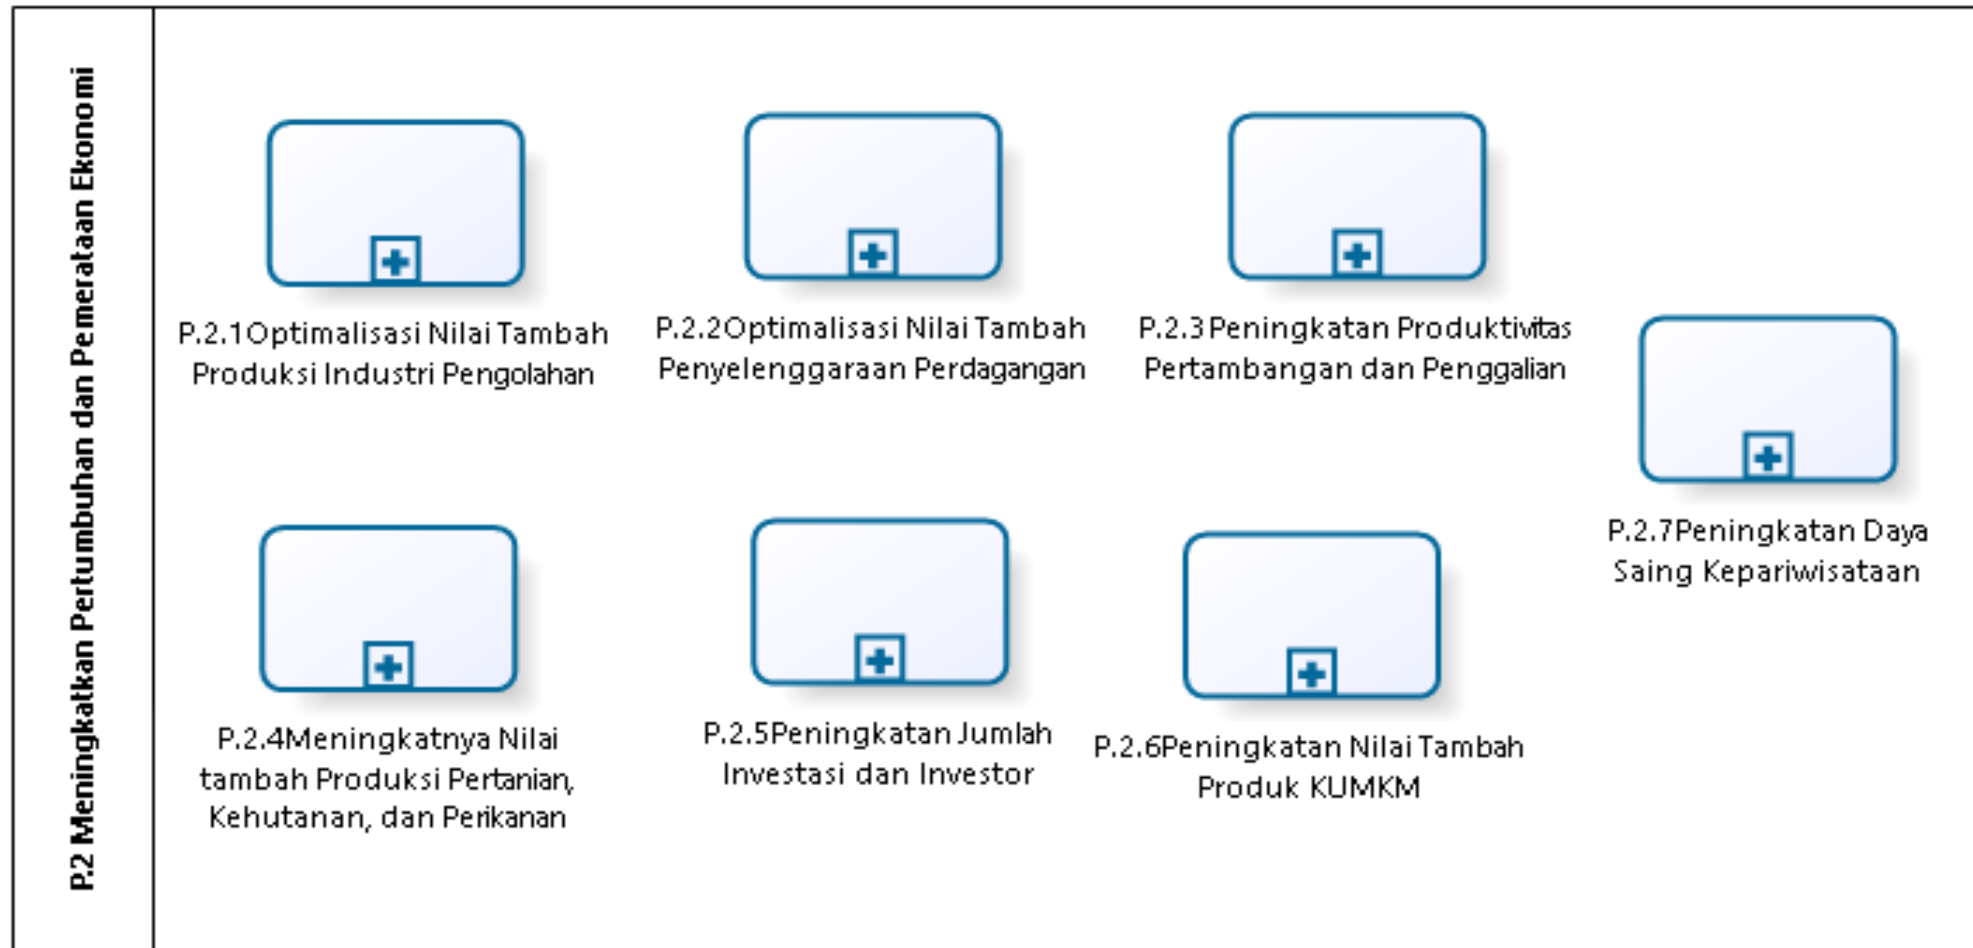 P.2 Meningkatkan Pertumbuhan dan Pemerataan Ekonomi
P.2.1Optimalisasi Nilai Tambah
Produksi Industri Pengolahan
P.2.2Optimalisasi Nilai Tambah
Penyelenggaraan Perdagangan
P.2.3Peningkatan Produktivitas
Pertambangan dan Penggalian
P.2.4Meningkatnya Nilai
tambah Produksi Pertanian,
Kehutanan, dan Perikanan
P.2.5Peningkatan Jumlah
Investasi dan Investor
P.2.6Peningkatan Nilai Tambah
Produk KUMKM
P.2.7Peningkatan Daya
Saing Kepariwisataan